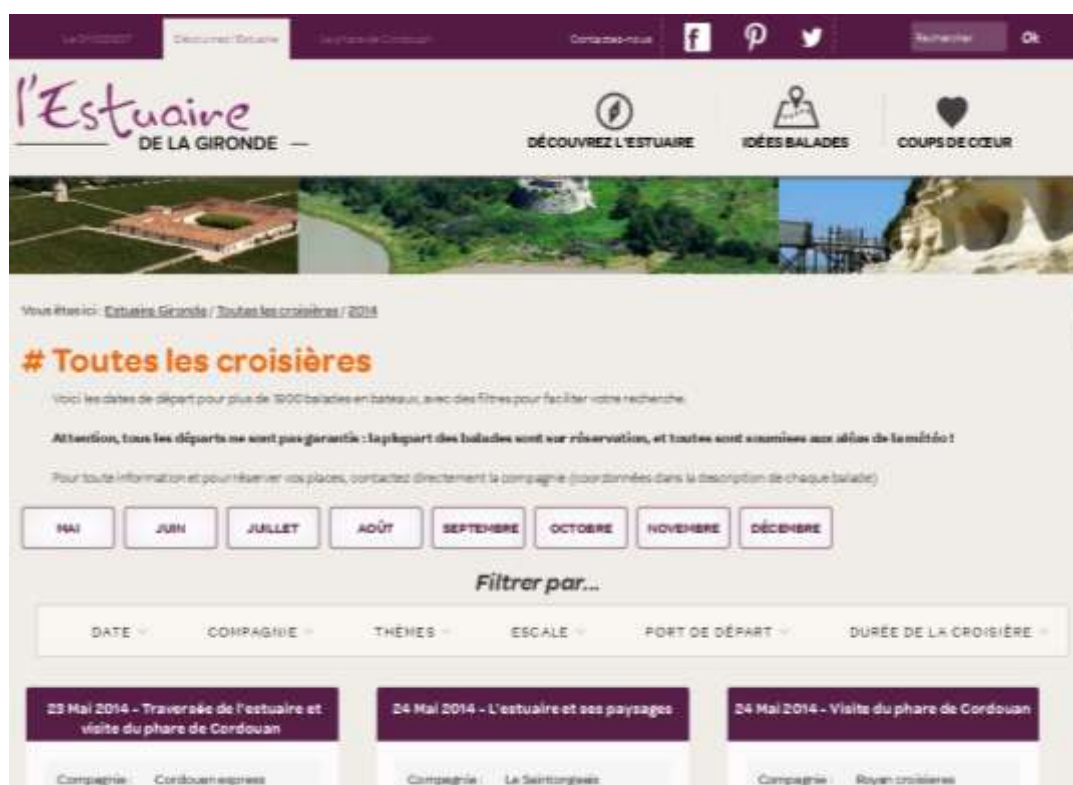 Découvrez l'Estuaire
Contactez-nous
Rechercher
Ok
l'Estuaire
DE LA GIRONDE
DÉCOUVREZ L'ESTUAIRE
IDÉES BALADES
COUPS DE CŒUR
Vous êtes ici : Estuaire Gironde / Toutes les croisières / 2014
# Toutes les croisières
Voici les dates de départ pour plus de 1900 balades en bateaux, avec des filtres pour faciliter votre recherche.
Attention, tous les départs ne sont pas garantis : la plupart des balades sont sur réservation, et toutes sont soumises aux aléas de la météo !
Pour toute information et pour réserver vos places, contactez directement la compagnie (coordonnées dans la description de chaque balade)
MAI
JUIN
JUILLET
AOÛT
SEPTEMBRE
OCTOBRE
NOVEMBRE
DÉCEMBRE
Filtrer par...
DATE
COMPAGNIE
THÈMES
ESCALE
PORT DE DÉPART
DURÉE DE LA CROISIÈRE
23 Mai 2014 - Traversée de l'estuaire et
visite du phare de Cordouan
Compagnie : Cordouan express
24 Mai 2014 - L'estuaire et ses paysages
Compagnie : La Saintongeais
24 Mai 2014 - Visite du phare de Cordouan
Compagnie : Royan croisieres